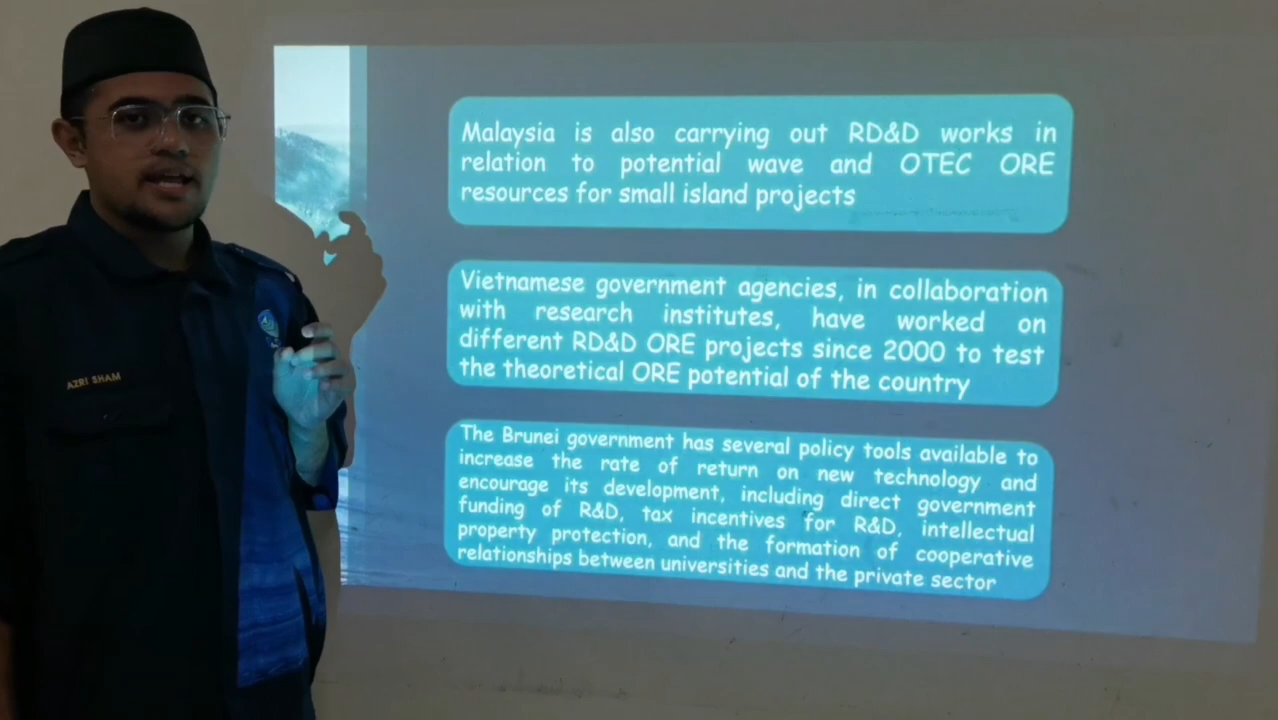 AZRI SHAM
Malaysia is also carrying out RD&D works in
relation to potential wave and OTEC ORE
resources for small island projects
Vietnamese government agencies, in collaboration
with research institutes, have worked on
different RD&D ORE projects since 2000 to test
the theoretical ORE potential of the country
The Brunei government has several policy tools available to
increase the rate of return on new technology and
encourage its development, including direct government
funding of R&D, tax incentives for R&D, intellectual
property protection, and the formation of cooperative
relationships between universities and the private sector